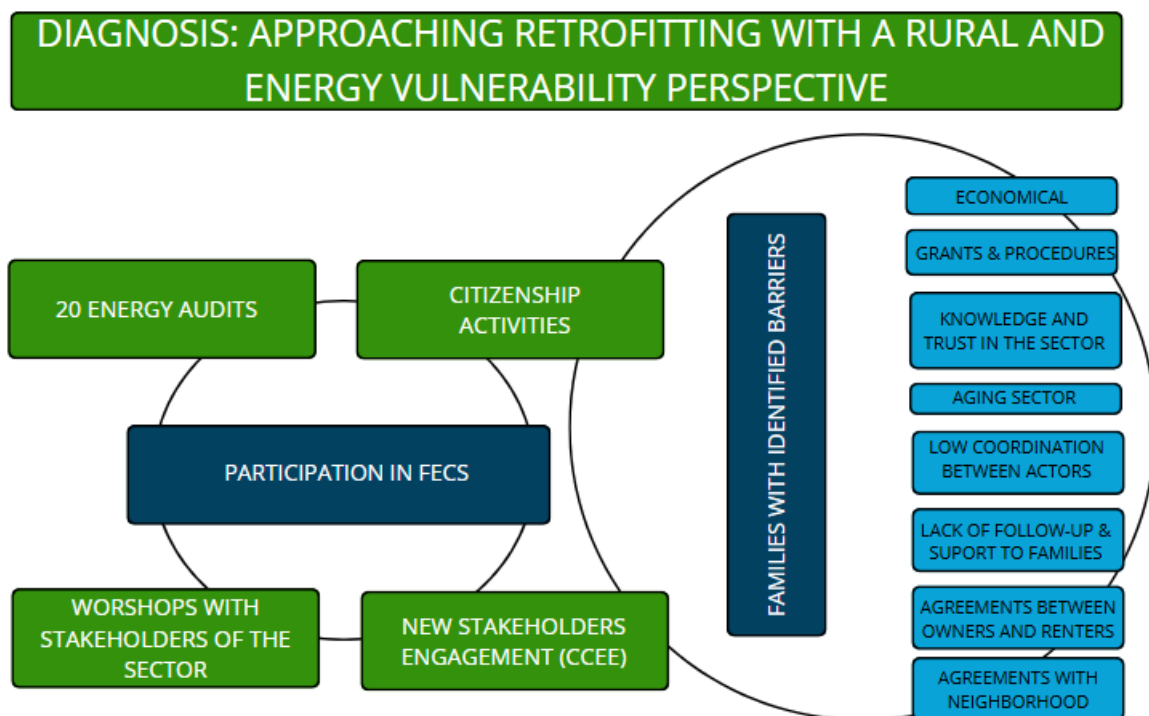 DIAGNOSIS: APPROACHING RETROFITTING WITH A RURAL AND
ENERGY VULNERABILITY PERSPECTIVE
20 ENERGY AUDITS
CITIZENSHIP
ACTIVITIES
PARTICIPATION IN FECS
WORSHOPS WITH
STAKEHOLDERS OF THE
SECTOR
NEW STAKEHOLDERS
ENGAGEMENT (CCEE)
FAMILIES WITH IDENTIFIED BARRIERS
ECONOMICAL
GRANTS & PROCEDURES
KNOWLEDGE AND
TRUST IN THE SECTOR
AGING SECTOR
LOW COORDINATION
BETWEEN ACTORS
LACK OF FOLLOW-UP &
SUPORT TO FAMILIES
AGREEMENTS BETWEEN
OWNERS AND RENTERS
AGREEMENTS WITH
NEIGHBORHOOD